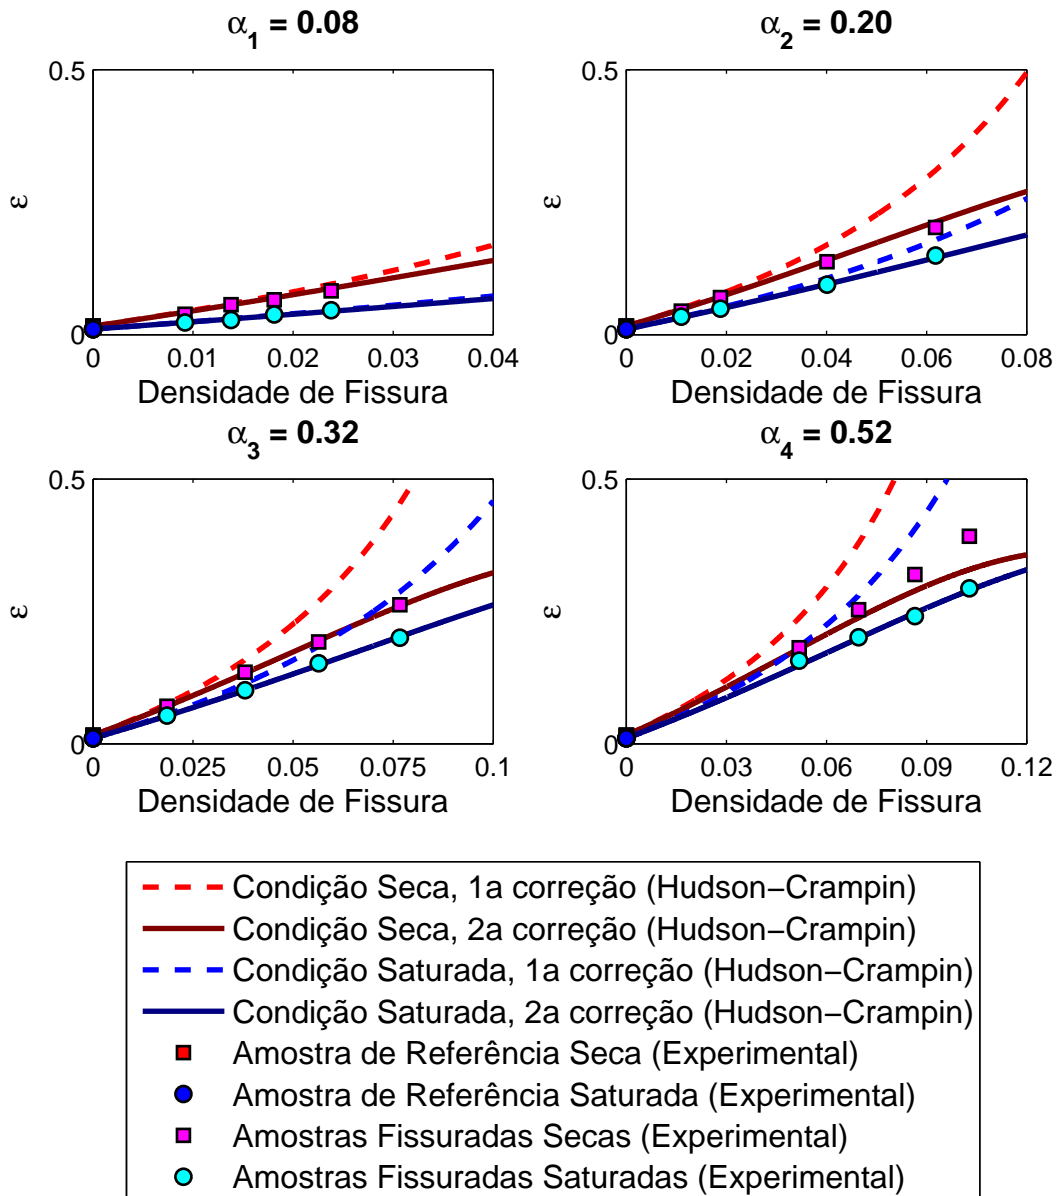 α1 = 0.08
α2 = 0.20
0.5
ε
0
0 0.01 0.02 0.03 0.04
Densidade de Fissura
0.5
ε
0
0 0.02 0.04 0.06 0.08
Densidade de Fissura
α3 = 0.32
α4 = 0.52
0.5
ε
0
0 0.025 0.05 0.075 0.1
Densidade de Fissura
0.5
ε
0
0 0.03 0.06 0.09 0.12
Densidade de Fissura
Condição Seca, 1a correção (Hudson−Crampin)
Condição Seca, 2a correção (Hudson−Crampin)
Condição Saturada, 1a correção (Hudson−Crampin)
Condição Saturada, 2a correção (Hudson−Crampin)
Amostra de Referência Seca (Experimental)
Amostra de Referência Saturada (Experimental)
Amostras Fissuradas Secas (Experimental)
Amostras Fissuradas Saturadas (Experimental)